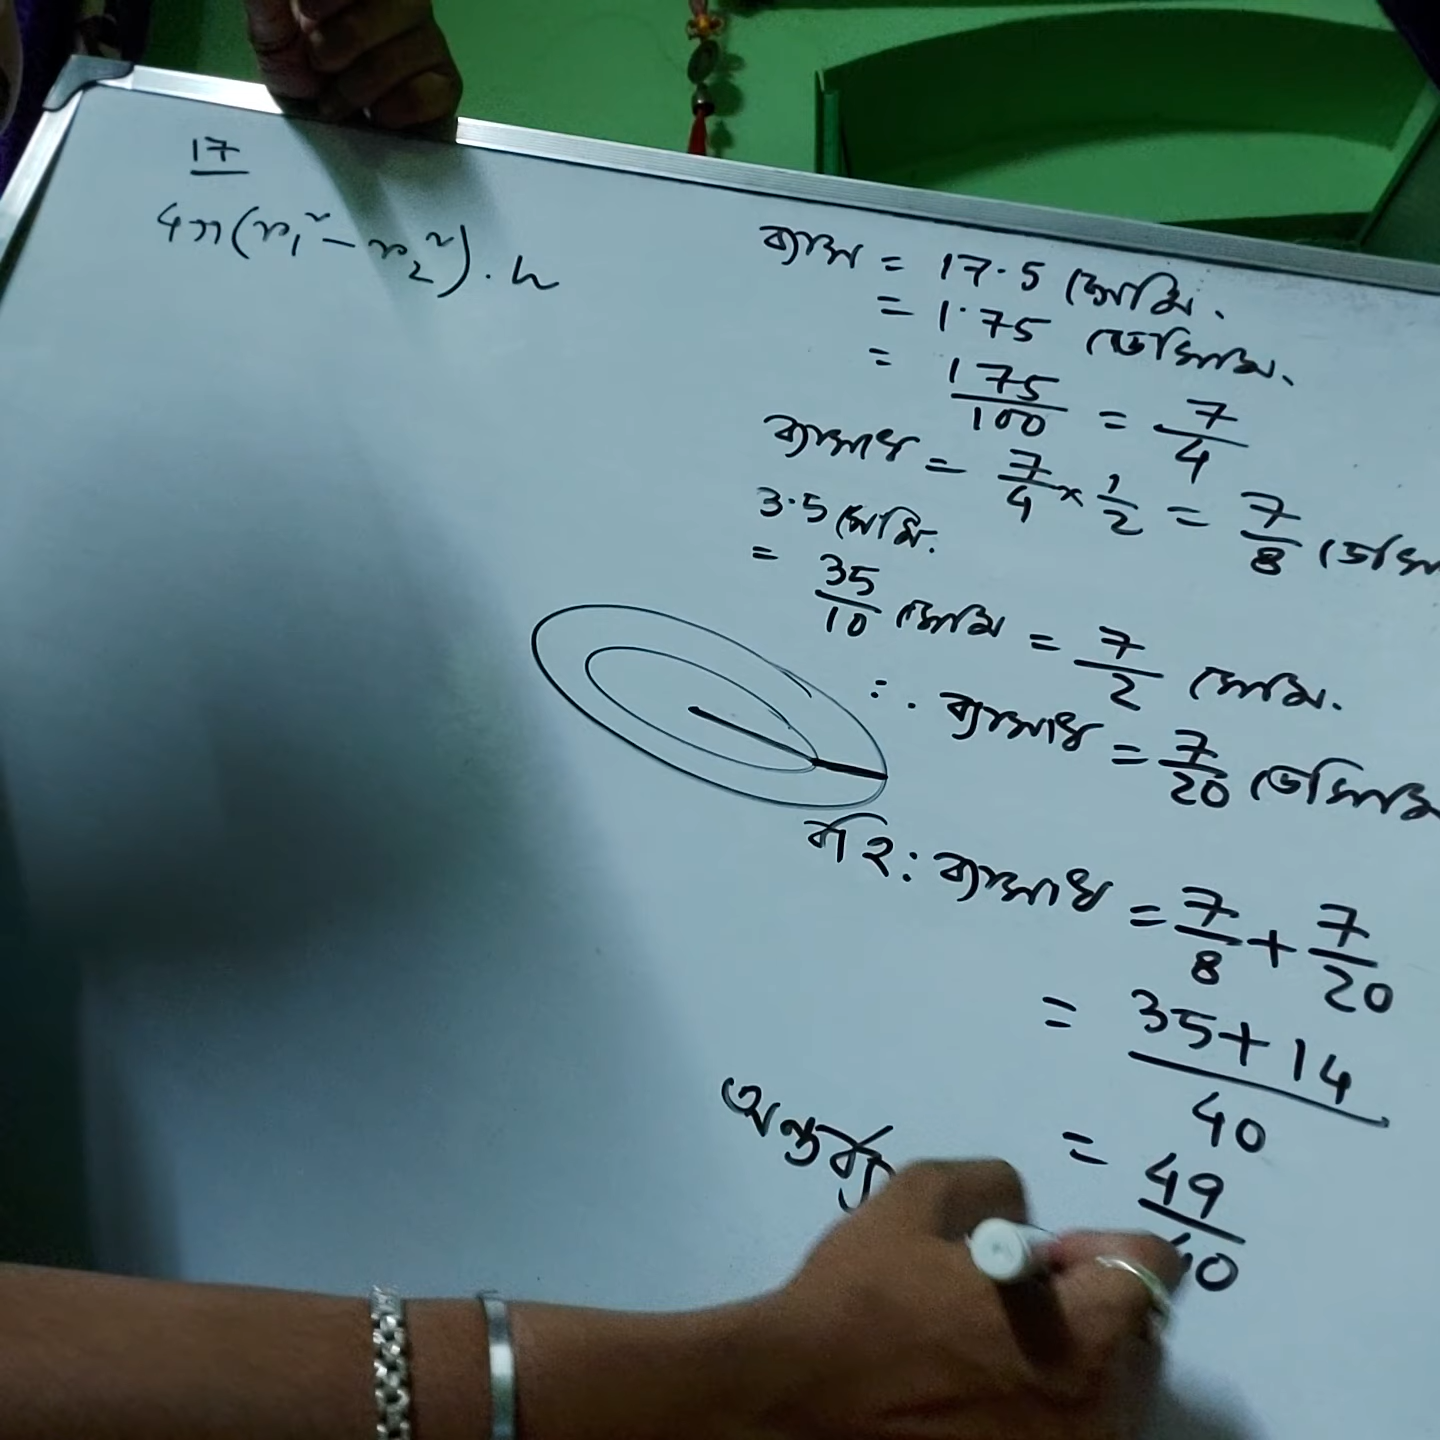 17
4π(r₁² - r₂²).h
ব্যাস = 17.5 সেমি.
= 1.75 ডেসিমি.
= 175/100 = 7/4
ব্যাসার্ধ = 7/4 × 1/2 = 7/8
3.5 সেমি.
= 35/10 সেমি = 7/2 সেমি.
∴ ব্যাসার্ধ = 7/20 ডেসিমি
বহি: ব্যাসার্ধ = 7/8 + 7/20
= 35+14/40
= 49/40